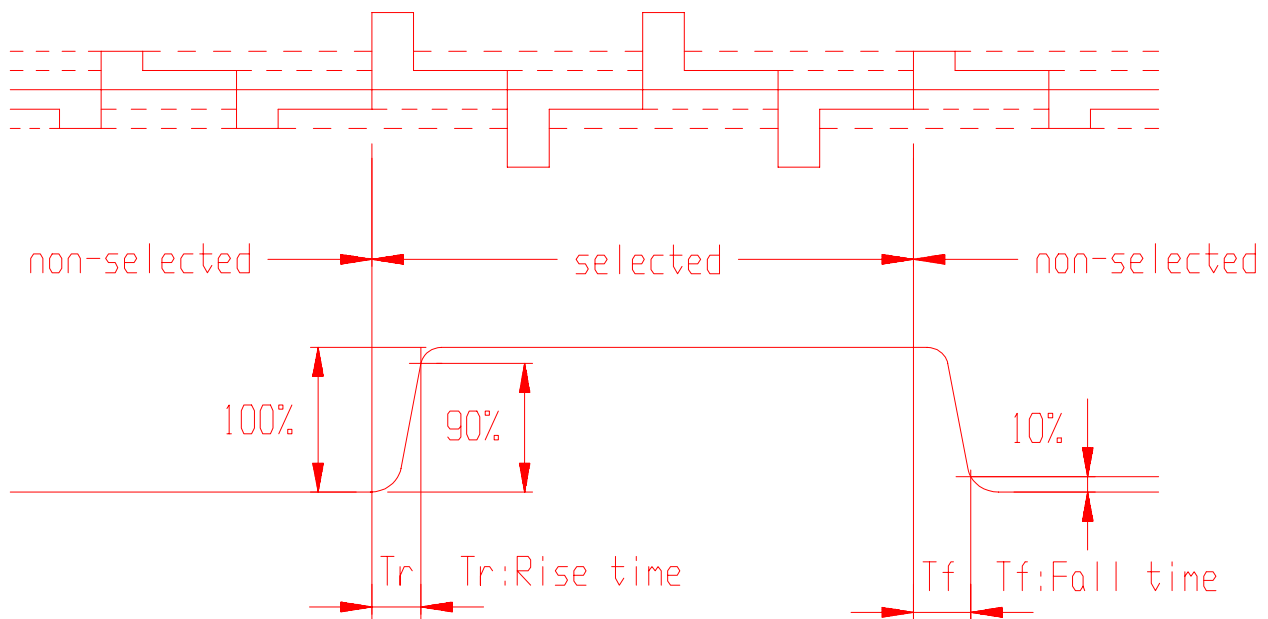 non-selected
selected
non-selected
100%
90%
10%
Tr
Tr:Rise time
Tf
Tf:Fall time